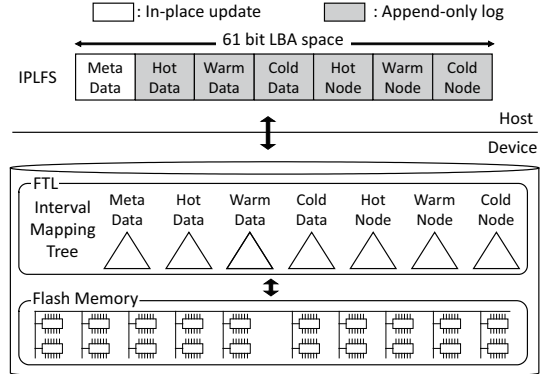 : In-place update
: Append-only log
61 bit LBA space
IPLFS
Meta Data
Hot Data
Warm Data
Cold Data
Hot Node
Warm Node
Cold Node
Host
Device
FTL
Interval Mapping Tree
Meta Data
Hot Data
Warm Data
Cold Data
Hot Node
Warm Node
Cold Node
Flash Memory